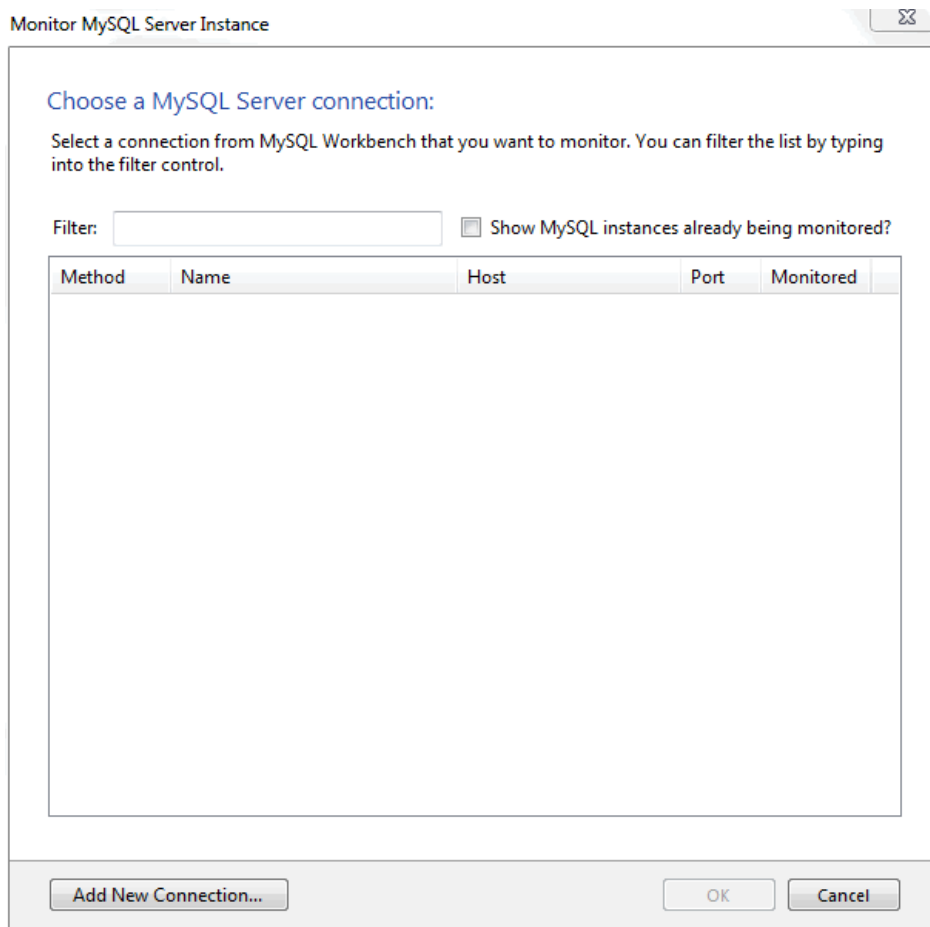 Monitor MySQL Server Instance
Choose a MySQL Server connection:
Select a connection from MySQL Workbench that you want to monitor. You can filter the list by typing
into the filter control.
Filter: Show MySQL instances already being monitored?
Method Name Host Port Monitored
Add New Connection... OK Cancel